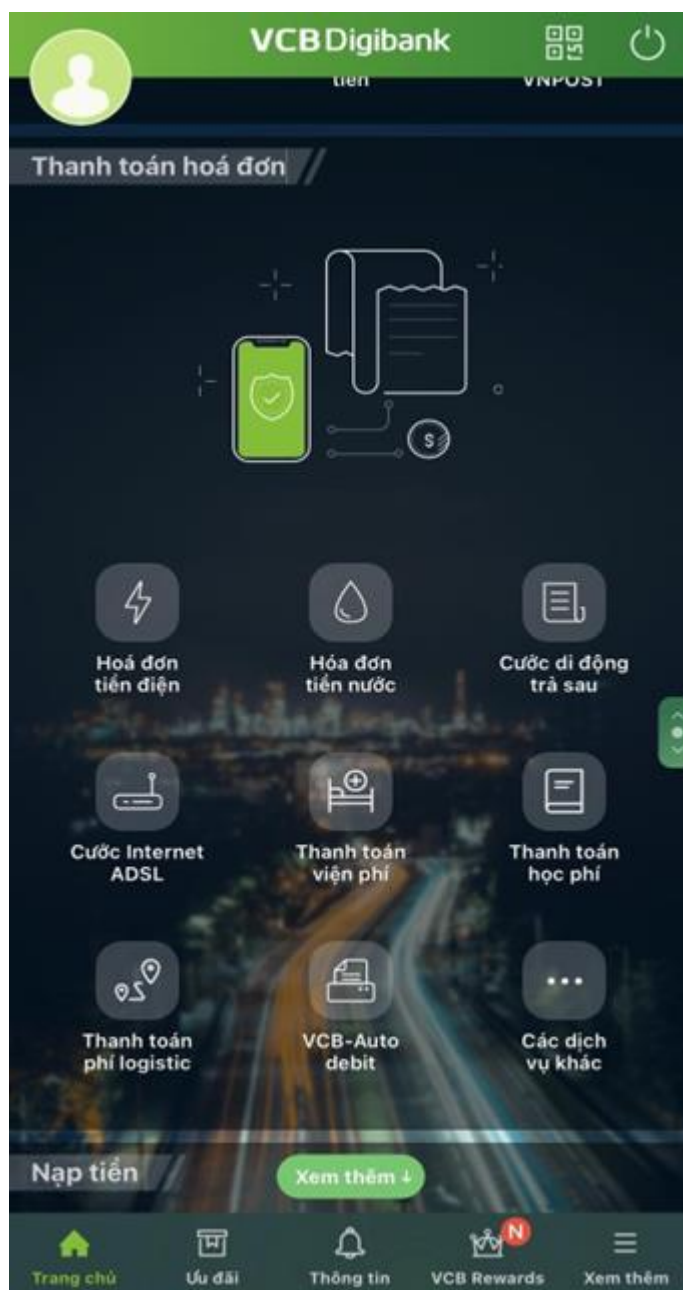 VCB Digibank
tiền
VNPOST
Thanh toán hoá đơn
$
Hoá đơn
tiền điện
Hóa đơn
tiền nước
Cước di động
trả sau
Cước Internet
ADSL
Thanh toán
viện phí
Thanh toán
học phí
Thanh toán
phí logistic
VCB-Auto
debit
Các dịch
vụ khác
Nạp tiền
Xem thêm ↓
Trang chủ
Ưu đãi
Thông tin
N
VCB Rewards
Xem thêm